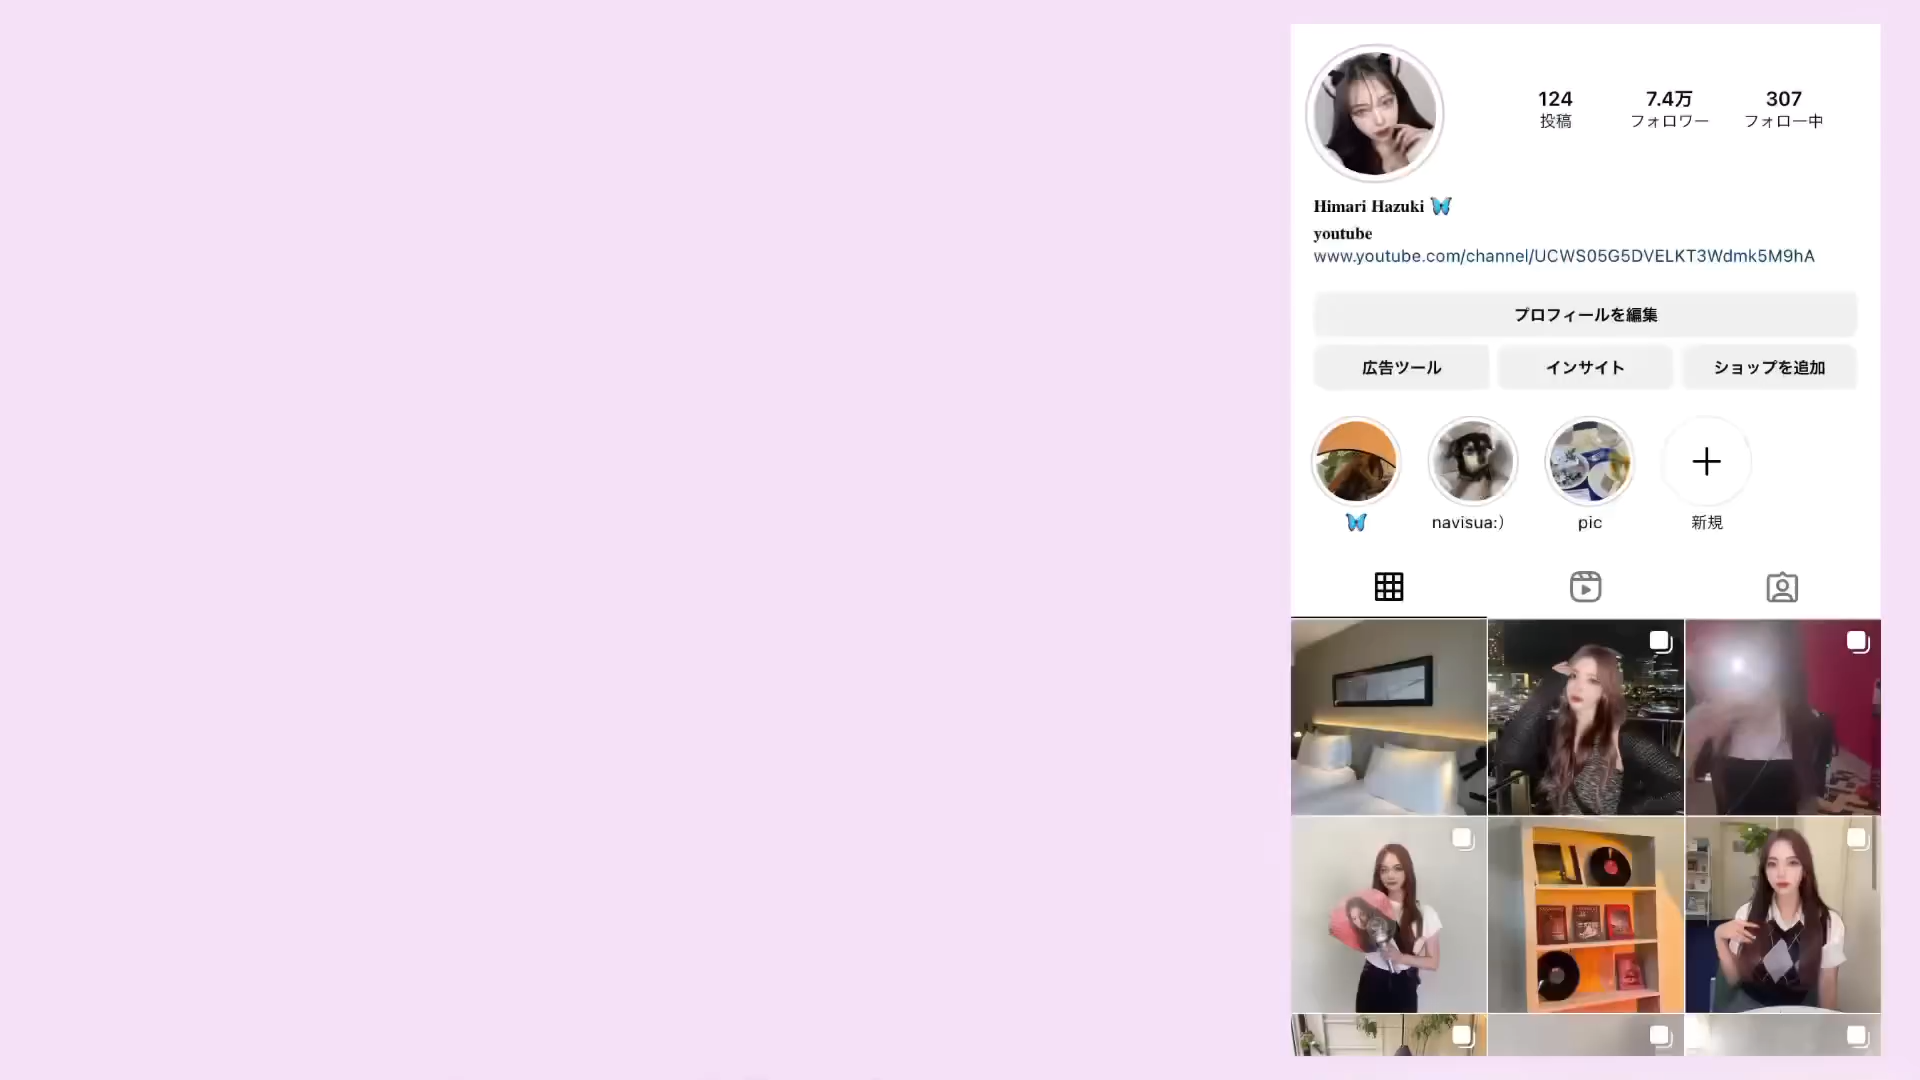 124
投稿
7.4万
フォロワー
307
フォロー中
Himari Hazuki 🦋
youtube
www.youtube.com/channel/UCWS05G5DVELKT3Wdmk5M9hA
プロフィールを編集
広告ツール
インサイト
ショップを追加
🦋
navisua:)
pic
新規